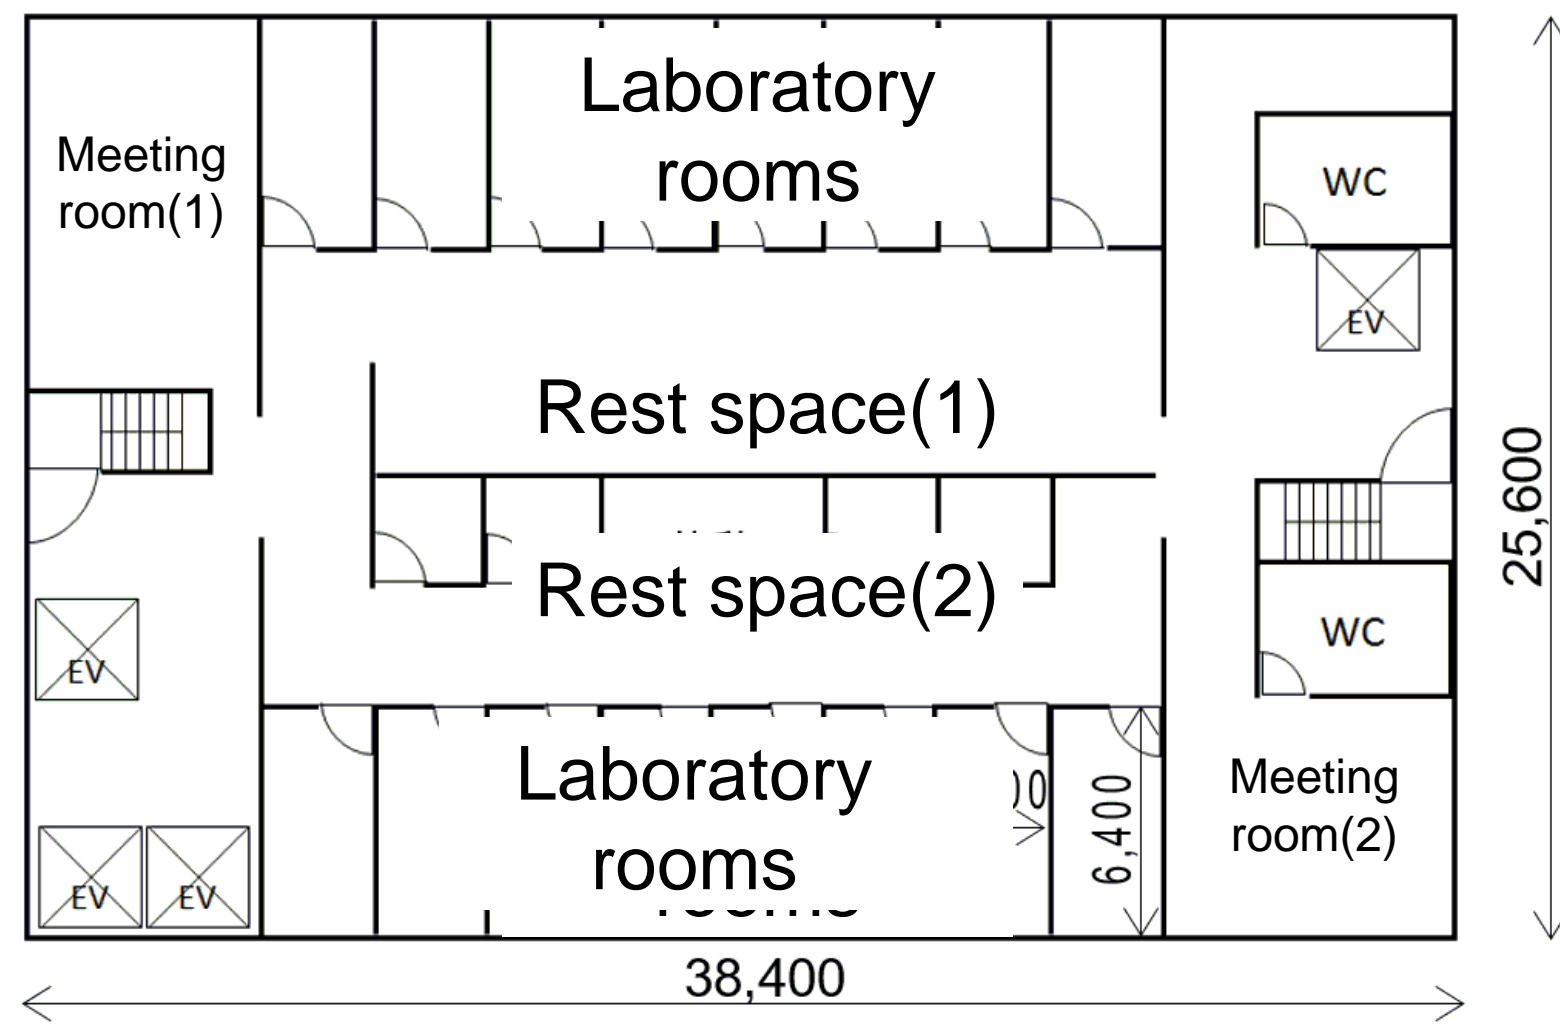 Laboratory
rooms
Meeting
room(1)
WC
EV
Rest space(1)
25,600
Rest space(2)
WC
EV
Laboratory
rooms
6,400
Meeting
room(2)
EV
EV
38,400